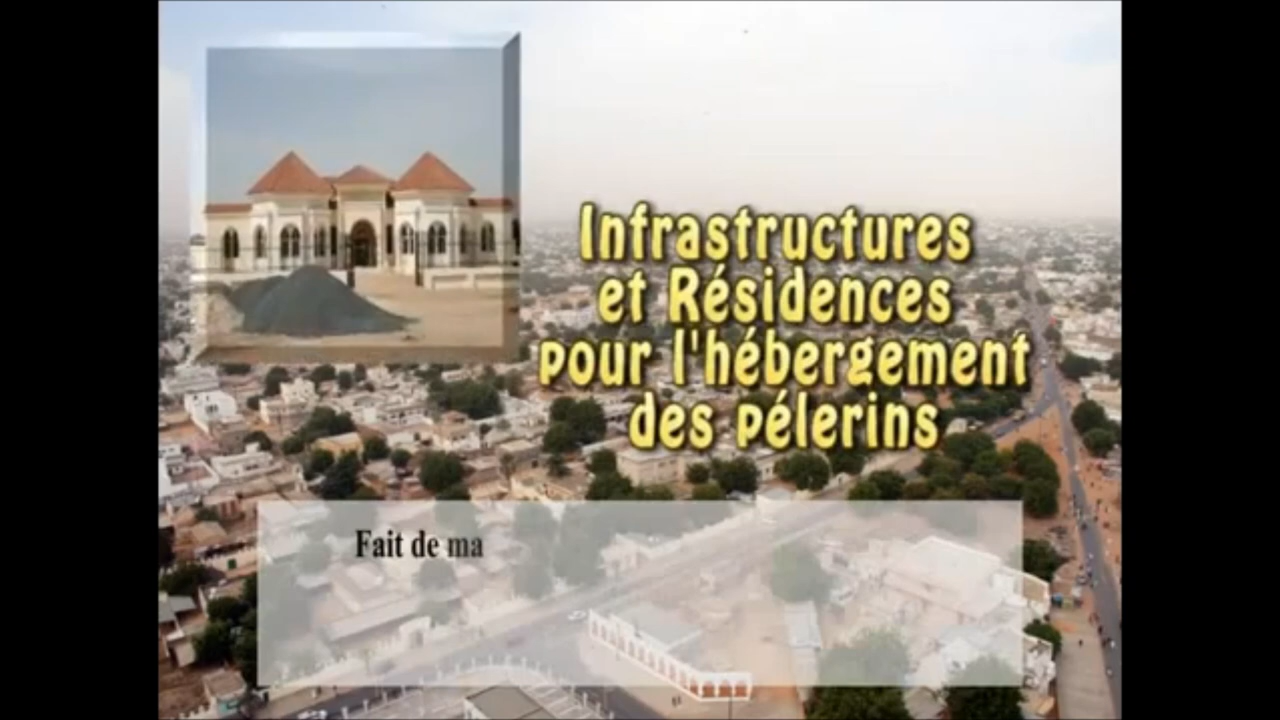 Infrastructures
et Résidences
pour l'hébergement
des pélerins
Fait de ma